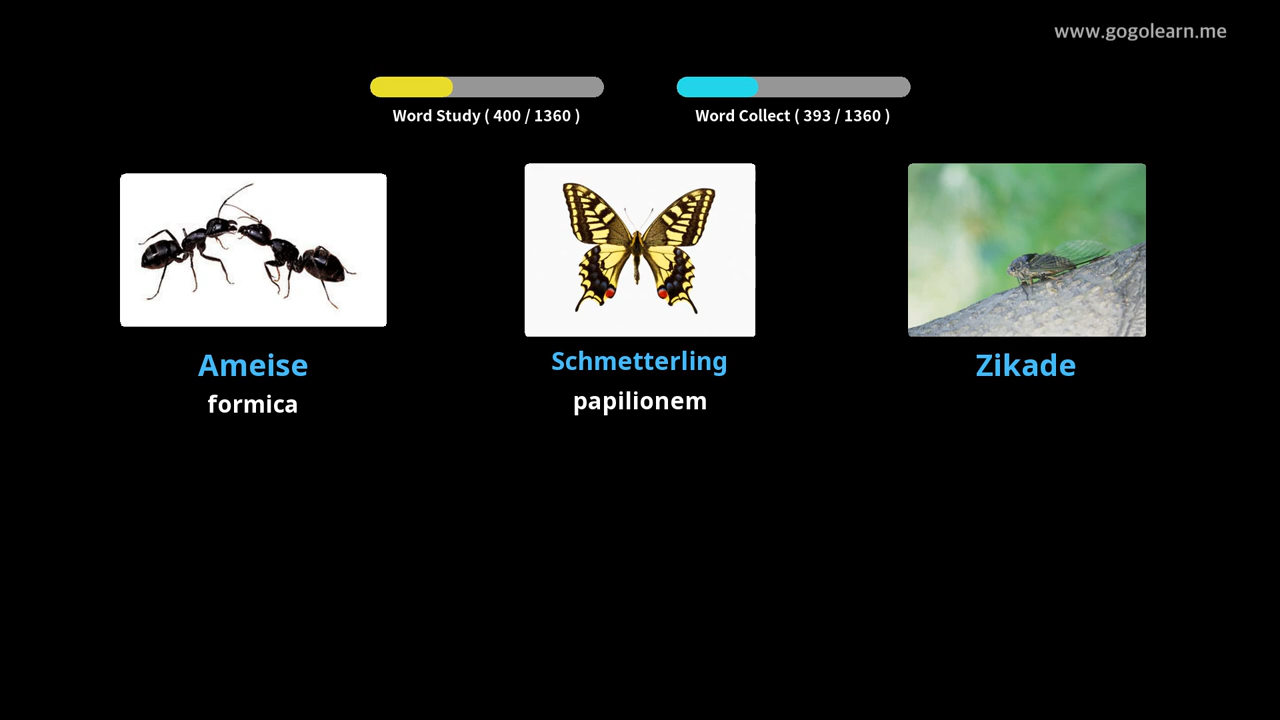 www.gogolearn.me
Word Study ( 400 / 1360 )
Word Collect ( 393 / 1360 )
Ameise
formica
Schmetterling
papilionem
Zikade